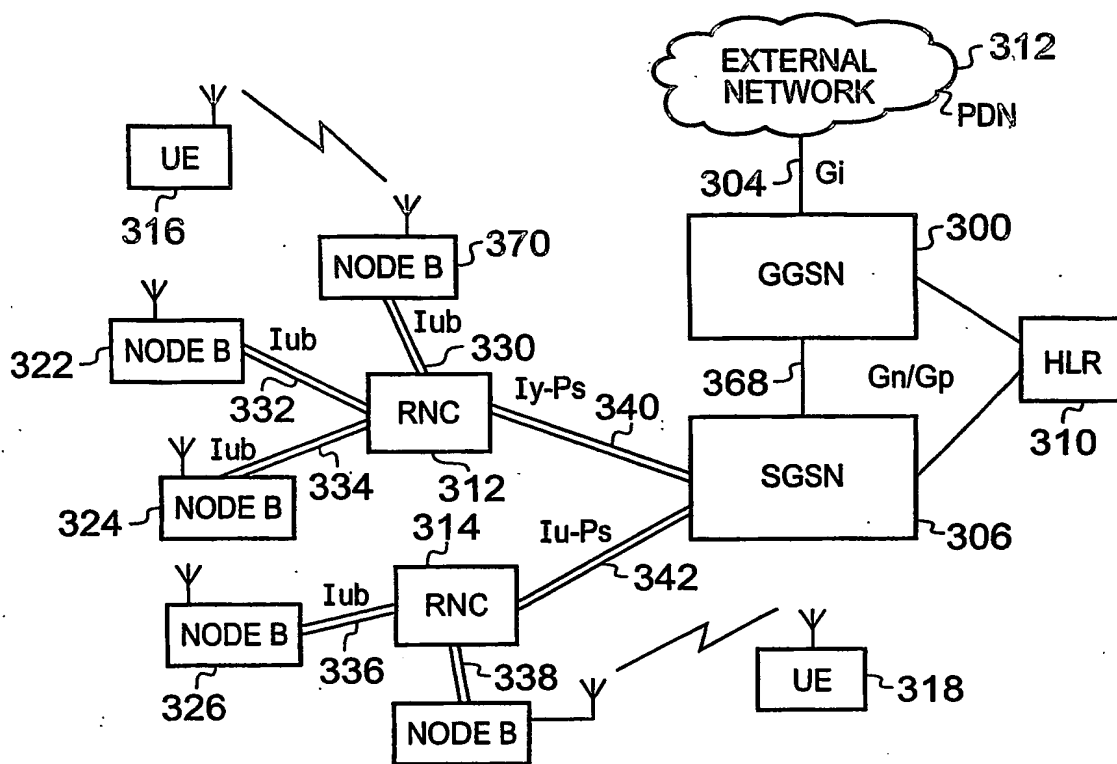 EXTERNAL
NETWORK
312
PDN
304
Gi
UE
316
NODE B
370
GGSN
300
Iub
330
322
NODE B
Iub
332
368
Gn/Gp
HLR
310
RNC
312
Iy-Ps
340
Iub
334
324
NODE B
SGSN
306
314
Iu-Ps
342
RNC
Iub
336
NODE B
326
338
NODE B
UE
318